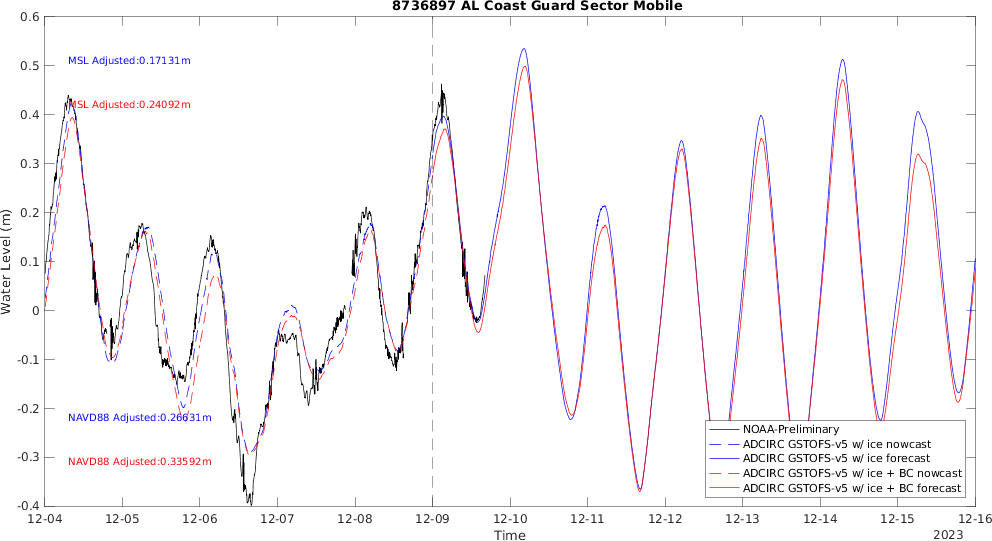 8736897 AL Coast Guard Sector Mobile
0.6
0.5
0.4
0.3
0.2
0.1
0
-0.1
-0.2
-0.3
-0.4
Water Level (m)
MSL Adjusted:0.17131m
MSL Adjusted:0.24092m
NAVD88 Adjusted:0.26631m
NAVD88 Adjusted:0.33592m
NOAA-Preliminary
ADCIRC GSTOFS-v5 w/ ice nowcast
ADCIRC GSTOFS-v5 w/ ice forecast
ADCIRC GSTOFS-v5 w/ ice + BC nowcast
ADCIRC GSTOFS-v5 w/ ice + BC forecast
12-04 12-05 12-06 12-07 12-08 12-09 12-10 12-11 12-12 12-13 12-14 12-15 12-16
Time
2023